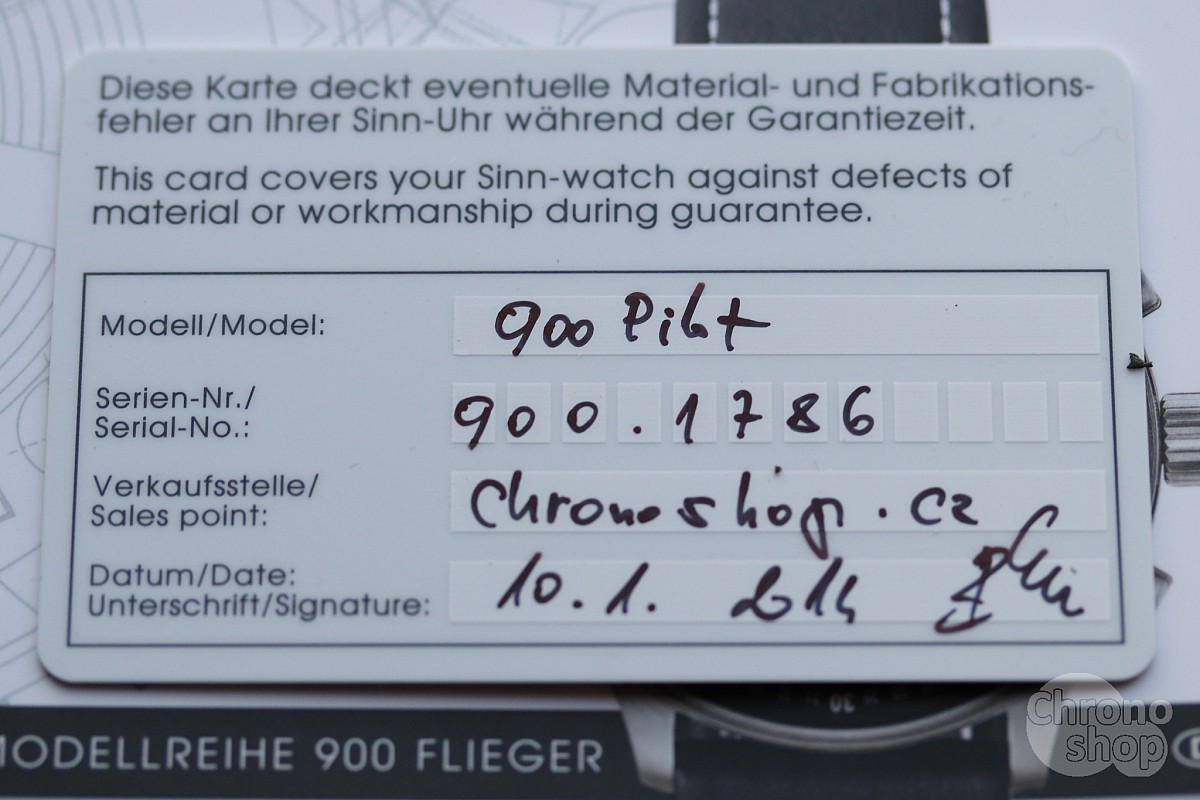 Diese Karte deckt eventuelle Material- und Fabrikations-
fehler an Ihrer Sinn-Uhr während der Garantiezeit.
This card covers your Sinn-watch against defects of
material or workmanship during guarantee.
Modell/Model: 900 Pilot
Serien-Nr./
Serial-No.: 900.1786
Verkaufsstelle/
Sales point: Chronoshop.cz
Datum/Date:
Unterschrift/Signature: 10.1. 2014
30
MODELLREIHE 900 FLIEGER
Chrono
shop